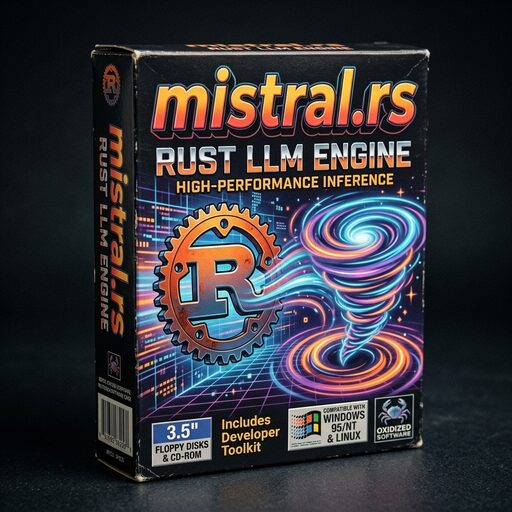 mistral.rs
RUST LLM ENGINE
HIGH-PERFORMANCE INFERENCE
R
3.5"
FLOPPY DISKS
& CD-ROM
Includes
Developer
Toolkit
COMPATIBLE WITH
WINDOWS
95/NT
& LINUX
OXIDIZED
SOFTWARE
R
mistral.rs
RUST LLM ENGINE